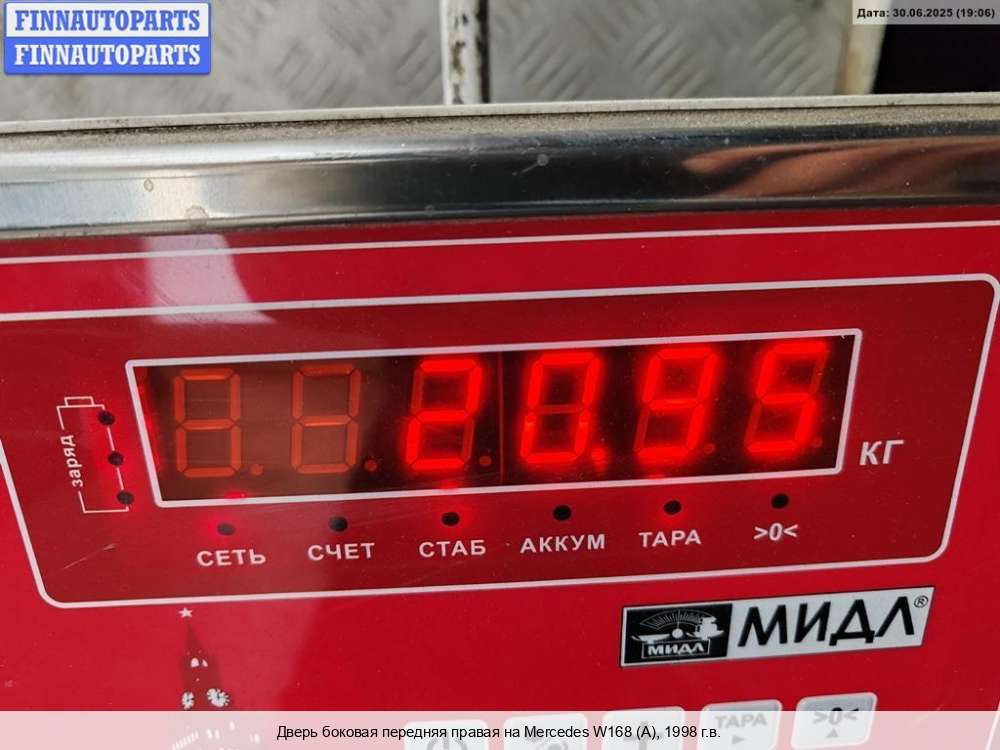 FINNAUTOPARTS
FINNAUTOPARTS
Дата: 30.06.2025 (19:06)
20.95
КГ
заряд
СЕТЬ СЧЕТ СТАБ АККУМ ТАРА >0<
МИДЛ
МИДЛ®
ТАРА >0<
Дверь боковая передняя правая на Mercedes W168 (A), 1998 г.в.